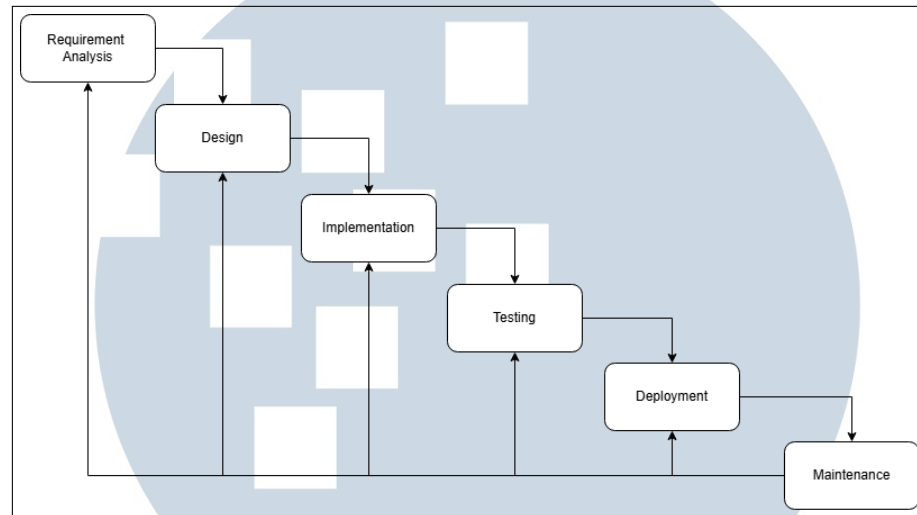 Requirement
Analysis
Design
Implementation
Testing
Deployment
Maintenance